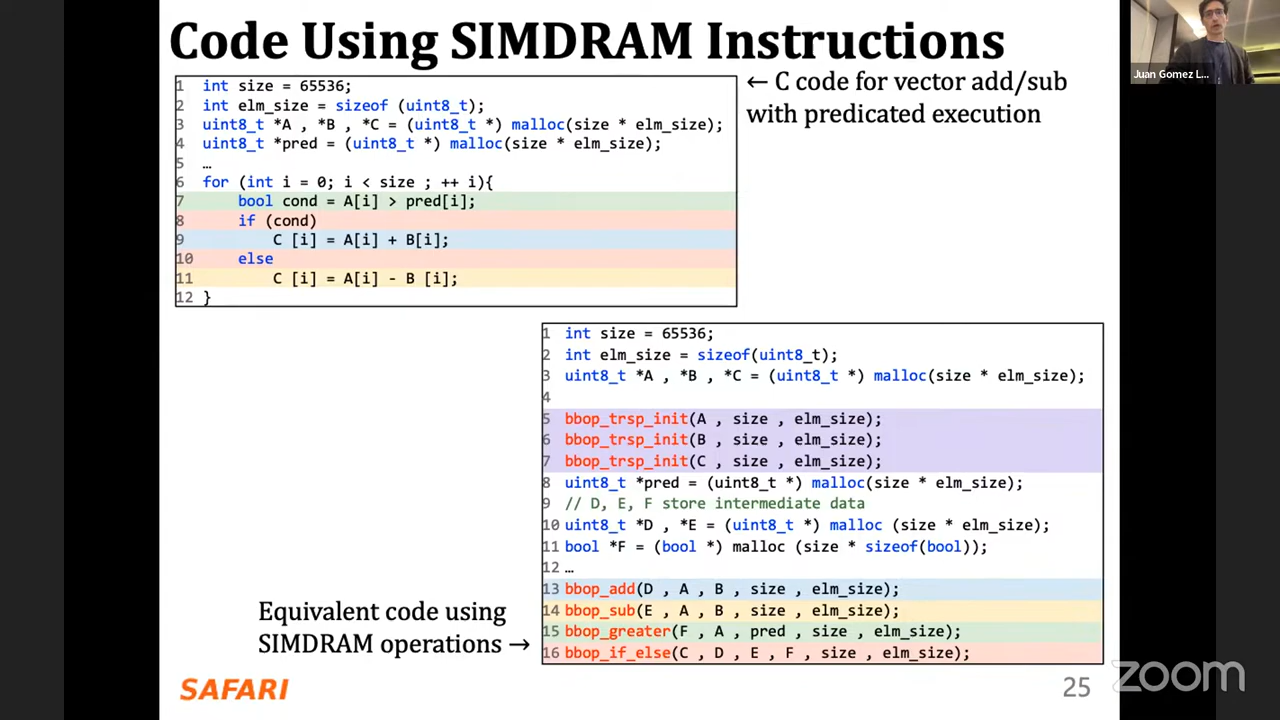 Code Using SIMDRAM Instructions
Juan Gomez L...
1 int size = 65536;
2 int elm_size = sizeof (uint8_t);
3 uint8_t *A , *B , *C = (uint8_t *) malloc(size * elm_size);
4 uint8_t *pred = (uint8_t *) malloc(size * elm_size);
5 …
6 for (int i = 0; i < size ; ++ i){
7 bool cond = A[i] > pred[i];
8 if (cond)
9 C [i] = A[i] + B[i];
10 else
11 C [i] = A[i] - B [i];
12 }
← C code for vector add/sub
with predicated execution
1 int size = 65536;
2 int elm_size = sizeof(uint8_t);
3 uint8_t *A , *B , *C = (uint8_t *) malloc(size * elm_size);
4
5 bbop_trsp_init(A , size , elm_size);
6 bbop_trsp_init(B , size , elm_size);
7 bbop_trsp_init(C , size , elm_size);
8 uint8_t *pred = (uint8_t *) malloc(size * elm_size);
9 // D, E, F store intermediate data
10 uint8_t *D , *E = (uint8_t *) malloc (size * elm_size);
11 bool *F = (bool *) malloc (size * sizeof(bool));
12 …
13 bbop_add(D , A , B , size , elm_size);
14 bbop_sub(E , A , B , size , elm_size);
15 bbop_greater(F , A , pred , size , elm_size);
16 bbop_if_else(C , D , E , F , size , elm_size);
Equivalent code using
SIMDRAM operations →
SAFARI
25
zoom